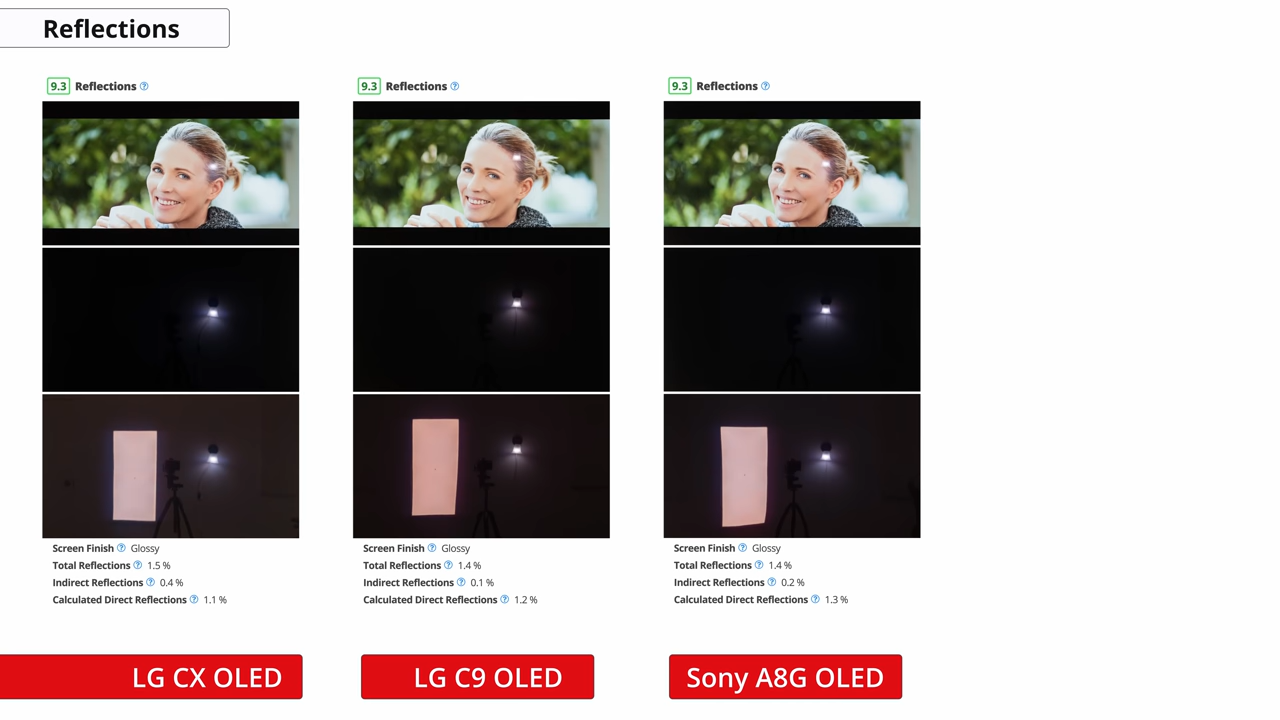 Reflections
9.3 Reflections ?
Screen Finish ? Glossy
Total Reflections ? 1.5 %
Indirect Reflections ? 0.4 %
Calculated Direct Reflections ? 1.1 %
LG CX OLED
9.3 Reflections ?
Screen Finish ? Glossy
Total Reflections ? 1.4 %
Indirect Reflections ? 0.1 %
Calculated Direct Reflections ? 1.2 %
LG C9 OLED
9.3 Reflections ?
Screen Finish ? Glossy
Total Reflections ? 1.4 %
Indirect Reflections ? 0.2 %
Calculated Direct Reflections ? 1.3 %
Sony A8G OLED